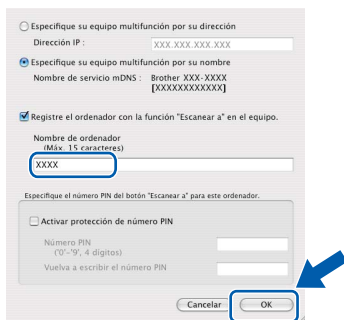 Especifique su equipo multifunción por su dirección
Dirección IP : XXX.XXX.XXX.XXX
Especifique su equipo multifunción por su nombre
Nombre de servicio mDNS : Brother XXX-XXXX
[XXXXXXXXXXXX]
Registre el ordenador con la función "Escanear a" en el equipo.
Nombre de ordenador
(Máx. 15 caracteres)
XXXX
Especifique el número PIN del botón "Escanear a" para este ordenador.
Activar protección de número PIN
Número PIN
('0'-'9', 4 dígitos)
Vuelva a escribir el número PIN
Cancelar OK